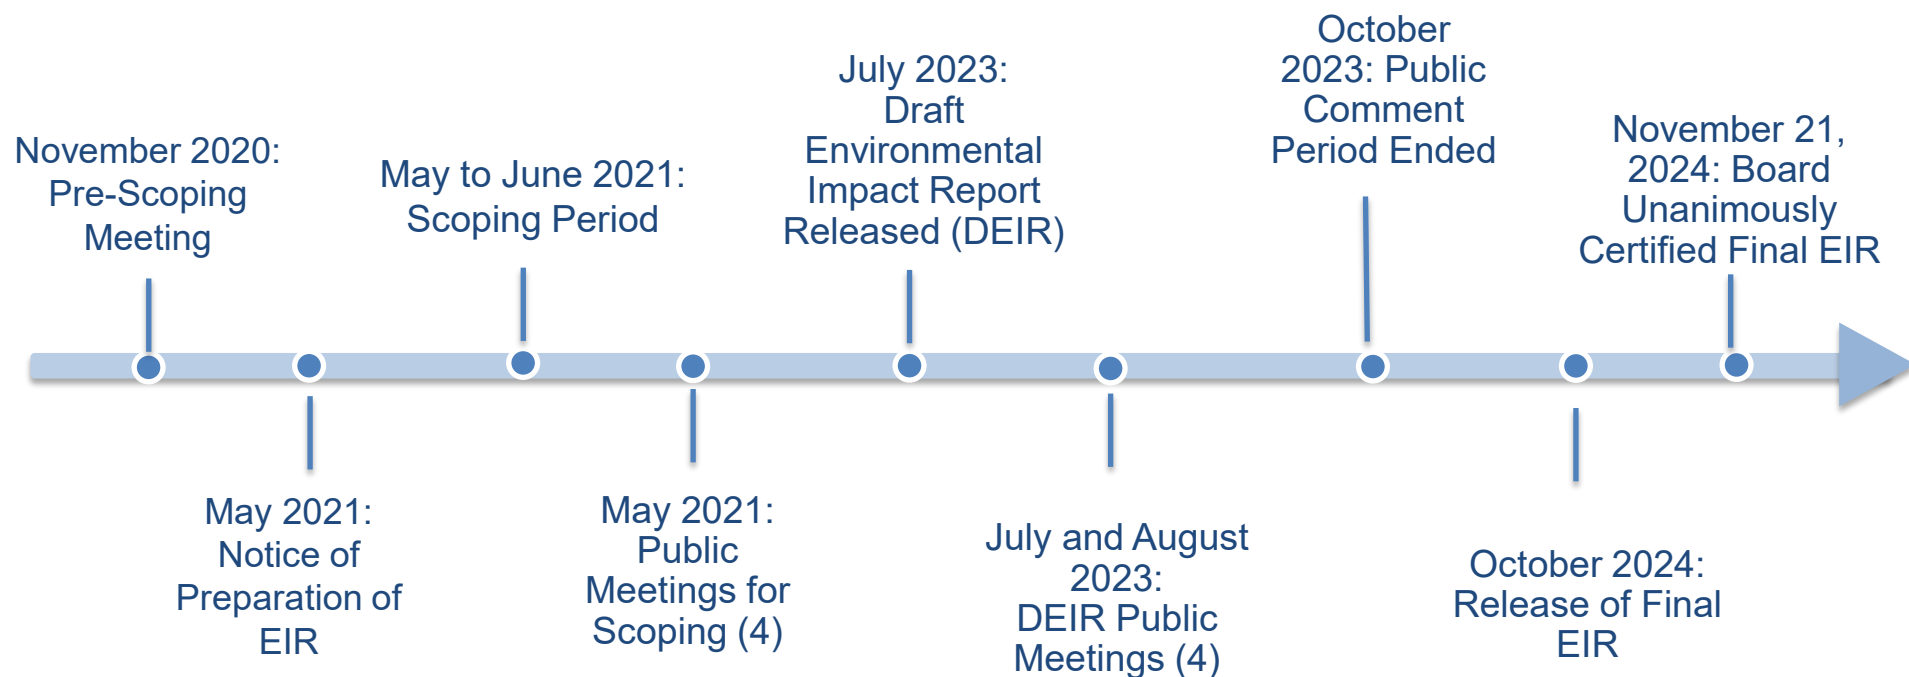 November 2020:
Pre-Scoping
Meeting
May 2021:
Notice of
Preparation of
EIR
May to June 2021:
Scoping Period
May 2021:
Public
Meetings for
Scoping (4)
July 2023:
Draft
Environmental
Impact Report
Released (DEIR)
July and August
2023:
DEIR Public
Meetings (4)
October
2023: Public
Comment
Period Ended
October 2024:
Release of Final
EIR
November 21,
2024: Board
Unanimously
Certified Final EIR